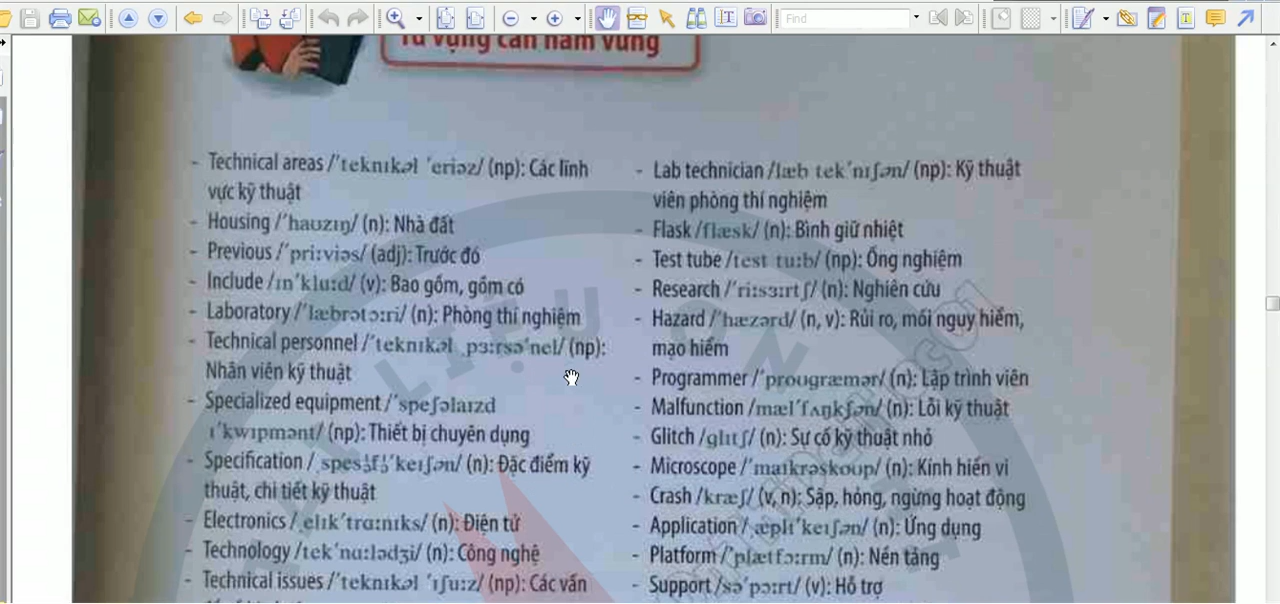 Find
Từ vựng cần nắm vững
- Technical areas /ˈteknɪkəl ˈeriəz/ (np): Các lĩnh
vực kỹ thuật
- Housing /ˈhaʊzɪŋ/ (n): Nhà đất
- Previous /ˈpriːviəs/ (adj): Trước đó
- Include /ɪnˈkluːd/ (v): Bao gồm, gồm có
- Laboratory /ˈlæbrətɔːri/ (n): Phòng thí nghiệm
- Technical personnel /ˈteknɪkəl ˌpɜːrsəˈnel/ (np):
Nhân viên kỹ thuật
- Specialized equipment /ˈspeʃəlaɪzd
ɪˈkwɪpmənt/ (np): Thiết bị chuyên dụng
- Specification /ˌspesɪfɪˈkeɪʃən/ (n): Đặc điểm kỹ
thuật, chi tiết kỹ thuật
- Electronics /ˌelɪkˈtrɑːnɪks/ (n): Điện tử
- Technology /tekˈnɑːlədʒi/ (n): Công nghệ
- Technical issues /ˈteknɪkəl ˈɪʃuːz/ (np): Các vấn
- Lab technician /læb tekˈnɪʃən/ (np): Kỹ thuật
viên phòng thí nghiệm
- Flask /flæsk/ (n): Bình giữ nhiệt
- Test tube /test tuːb/ (np): Ống nghiệm
- Research /ˈriːsɜːrtʃ/ (n): Nghiên cứu
- Hazard /ˈhæzərd/ (n, v): Rủi ro, mối nguy hiểm,
mạo hiểm
- Programmer /ˈproʊɡræmər/ (n): Lập trình viên
- Malfunction /mælˈfʌŋkʃən/ (n): Lỗi kỹ thuật
- Glitch /ɡlɪtʃ/ (n): Sự cố kỹ thuật nhỏ
- Microscope /ˈmaɪkrəskoʊp/ (n): Kính hiển vi
- Crash /kræʃ/ (v, n): Sập, hỏng, ngừng hoạt động
- Application /ˌæplɪˈkeɪʃən/ (n): Ứng dụng
- Platform /ˈplætfɔːrm/ (n): Nền tảng
- Support /səˈpɔːrt/ (v): Hỗ trợ